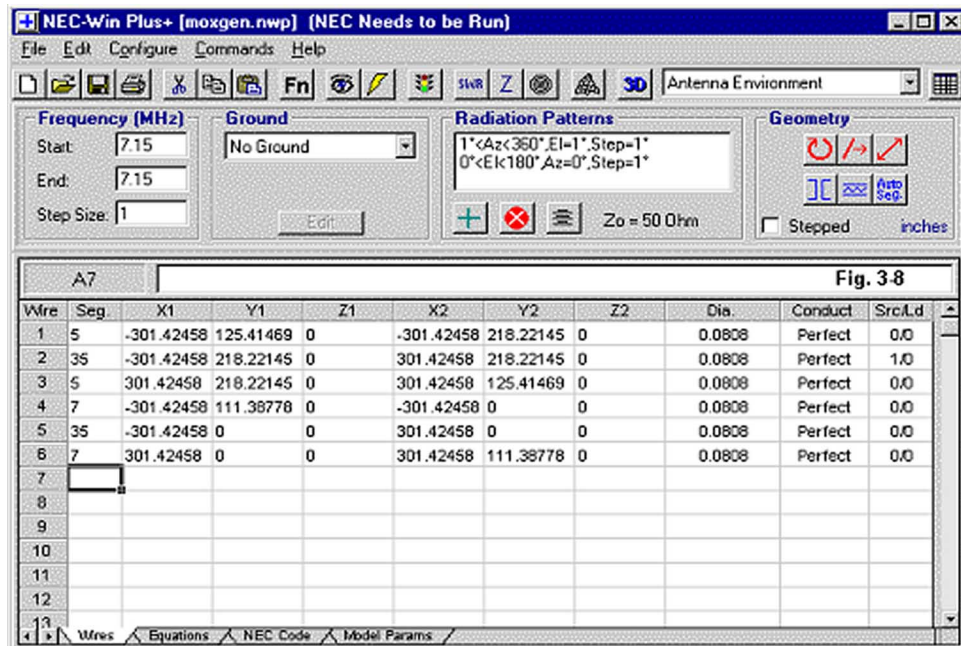 NEC-Win Plus+ [moxgen.nwp] (NEC Needs to be Run)
File Edit Configure Commands Help
Fn SWR Z 3D Antenna Environment
Frequency (MHz) Ground Radiation Patterns Geometry
Start: 7.15 No Ground 1°<Az<360°,El=1°,Step=1°
End: 7.15 0°<El<180°,Az=0°,Step=1°
Step Size: 1 Edit Zo = 50 Ohm Auto Seg. Stepped inches
A7 Fig. 3-8
Wire Seg. X1 Y1 Z1 X2 Y2 Z2 Dia. Conduct Src/Ld
1 5 -301.42458 125.41469 0 -301.42458 218.22145 0 0.0808 Perfect 0/0
2 35 -301.42458 218.22145 0 301.42458 218.22145 0 0.0808 Perfect 1/0
3 5 301.42458 218.22145 0 301.42458 125.41469 0 0.0808 Perfect 0/0
4 7 -301.42458 111.38778 0 -301.42458 0 0 0.0808 Perfect 0/0
5 35 -301.42458 0 0 301.42458 0 0 0.0808 Perfect 0/0
6 7 301.42458 0 0 301.42458 111.38778 0 0.0808 Perfect 0/0
7
8
9
10
11
12
13
Wires Equations NEC Code Model Params